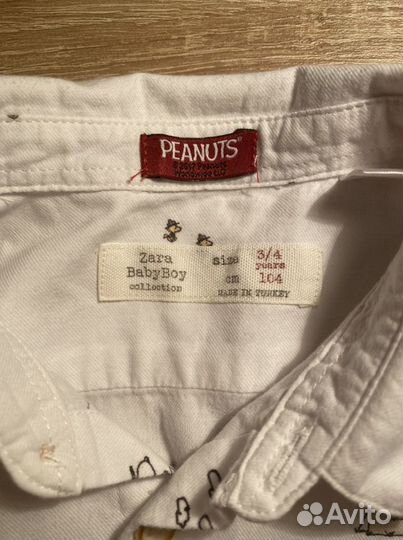 PEANUTS
Zara
BabyBoy
collection
size
cm
3/4
years
104
MADE IN TURKEY
Avito